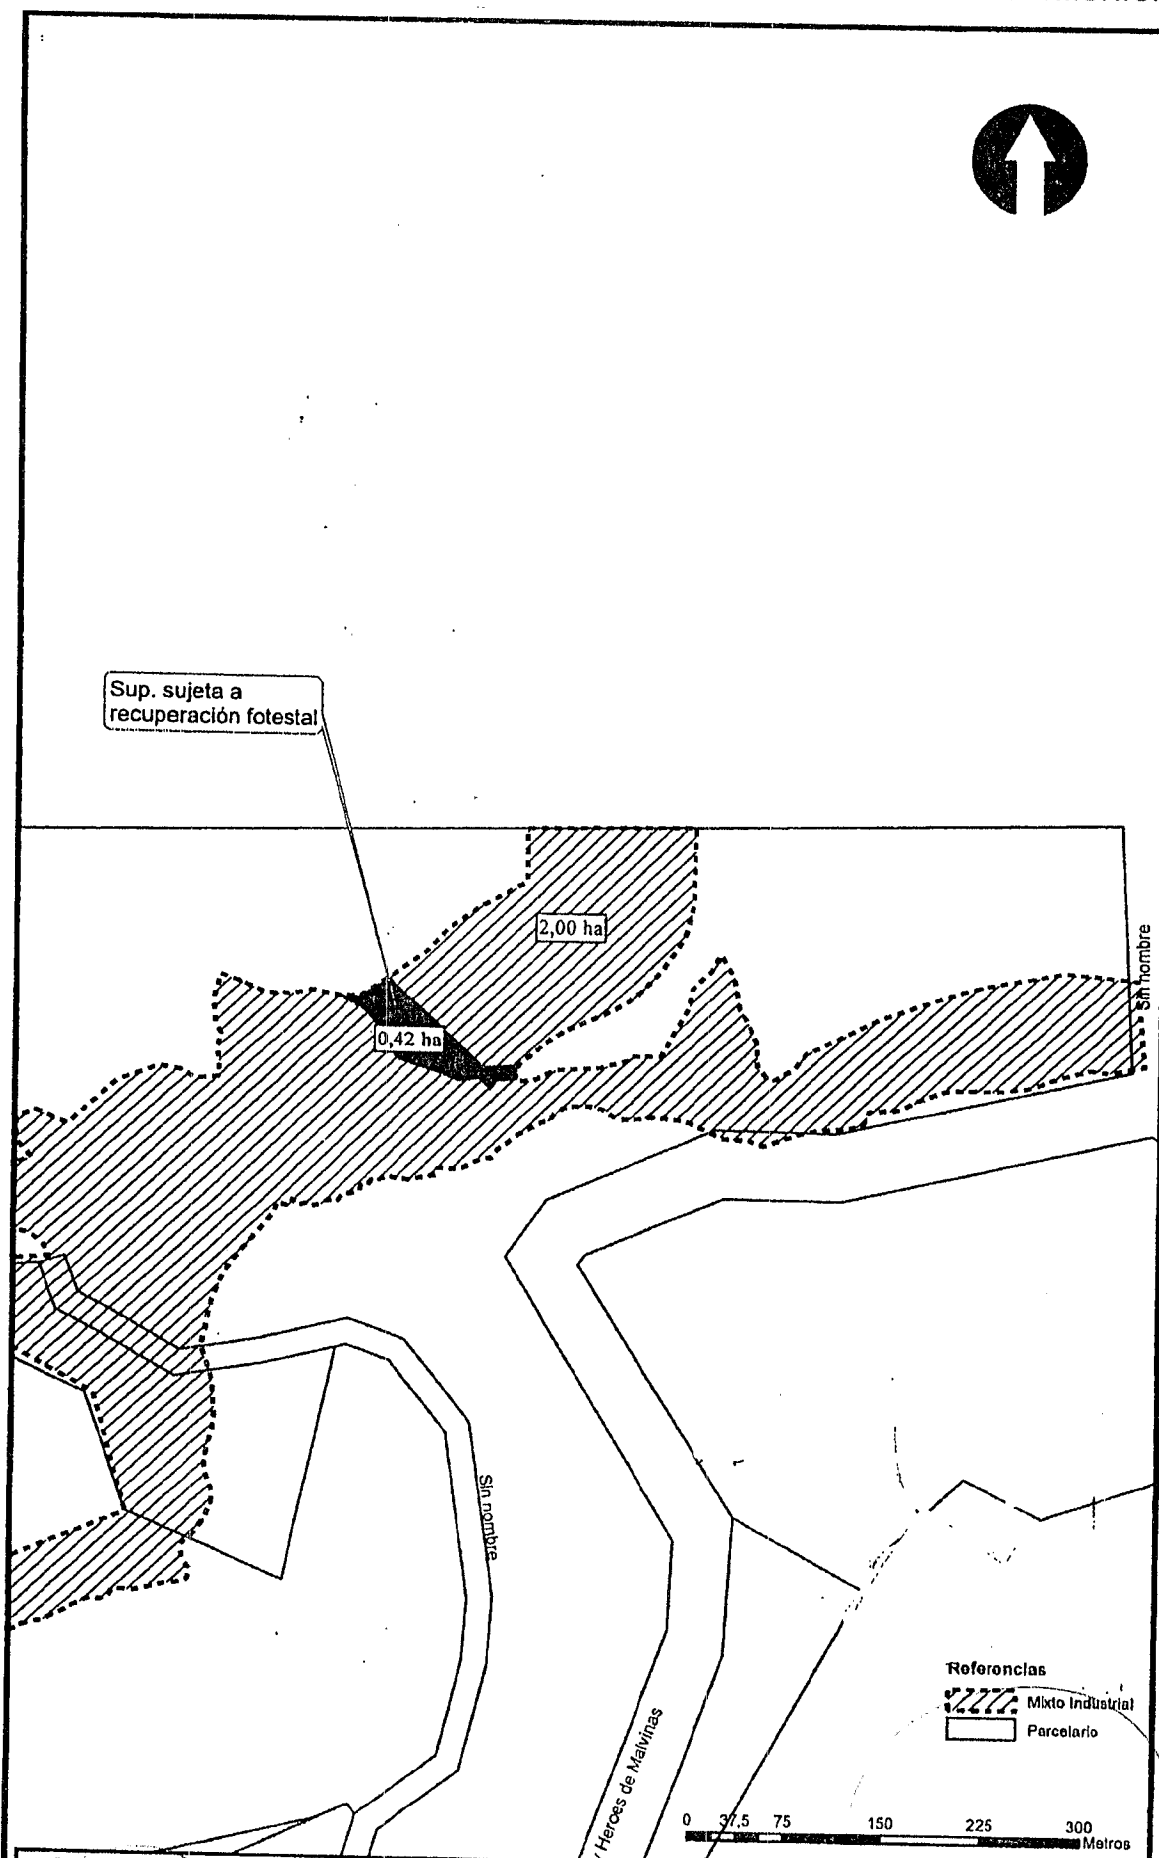 Sup. sujeta a
recuperación fotestal
2,00 ha
0,42 ha
Sin nombre
Sin nombre
Heroes de Malvinas
Referencias
Mixto Industrial
Parcelario
0 37,5 75 150 225 300
Metros